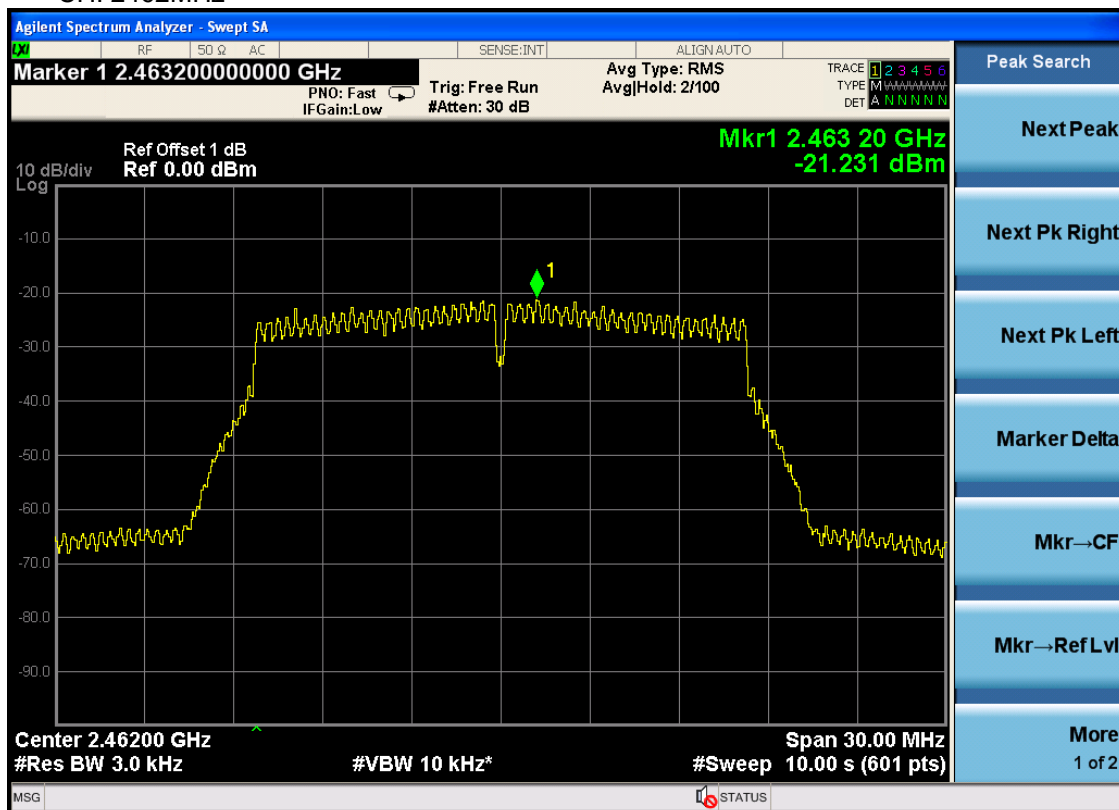 Agilent Spectrum Analyzer - Swept SA
LXI RF 50 Ω AC SENSE:INT ALIGN AUTO
Marker 1 2.463200000000 GHz
PNO: Fast
IFGain:Low
Trig: Free Run
#Atten: 30 dB
Avg Type: RMS
Avg|Hold: 2/100
TRACE 1 2 3 4 5 6
TYPE M WWWWW
DET A N N N N N
Mkr1 2.463 20 GHz
-21.231 dBm
Ref Offset 1 dB
10 dB/div Ref 0.00 dBm
Log
1
-10.0
-20.0
-30.0
-40.0
-50.0
-60.0
-70.0
-80.0
-90.0
Center 2.46200 GHz Span 30.00 MHz
#Res BW 3.0 kHz #VBW 10 kHz* #Sweep 10.00 s (601 pts)
MSG STATUS
Peak Search
Next Peak
Next Pk Right
Next Pk Left
Marker Delta
Mkr→CF
Mkr→Ref Lvl
More
1 of 2